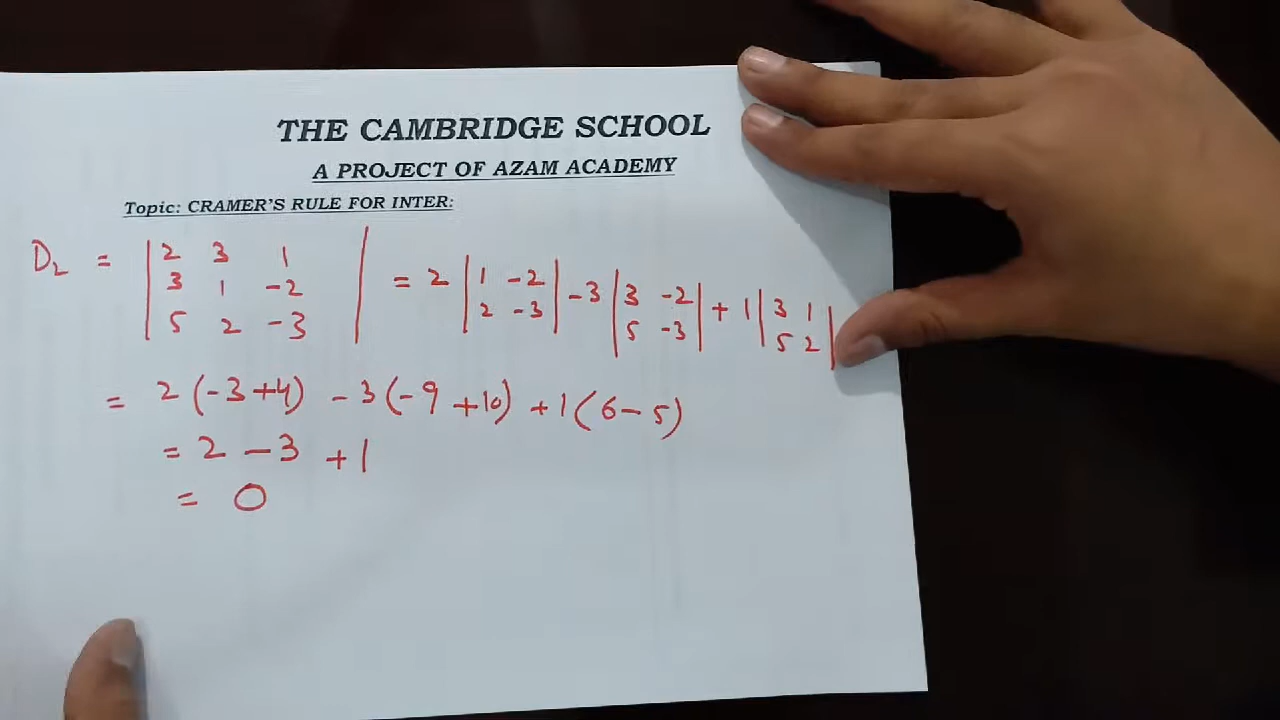 THE CAMBRIDGE SCHOOL
A PROJECT OF AZAM ACADEMY
Topic: CRAMER'S RULE FOR INTER:
D₂ = | 2 3 1 | = 2 | 1 -2 | -3 | 3 -2 | + 1 | 3 1 |
| 3 1 -2 | | 2 -3 | | 5 -3 | | 5 2 |
| 5 2 -3 |
= 2 (-3+4) - 3 (-9 +10) +1 (6-5)
= 2 - 3 +1
= 0